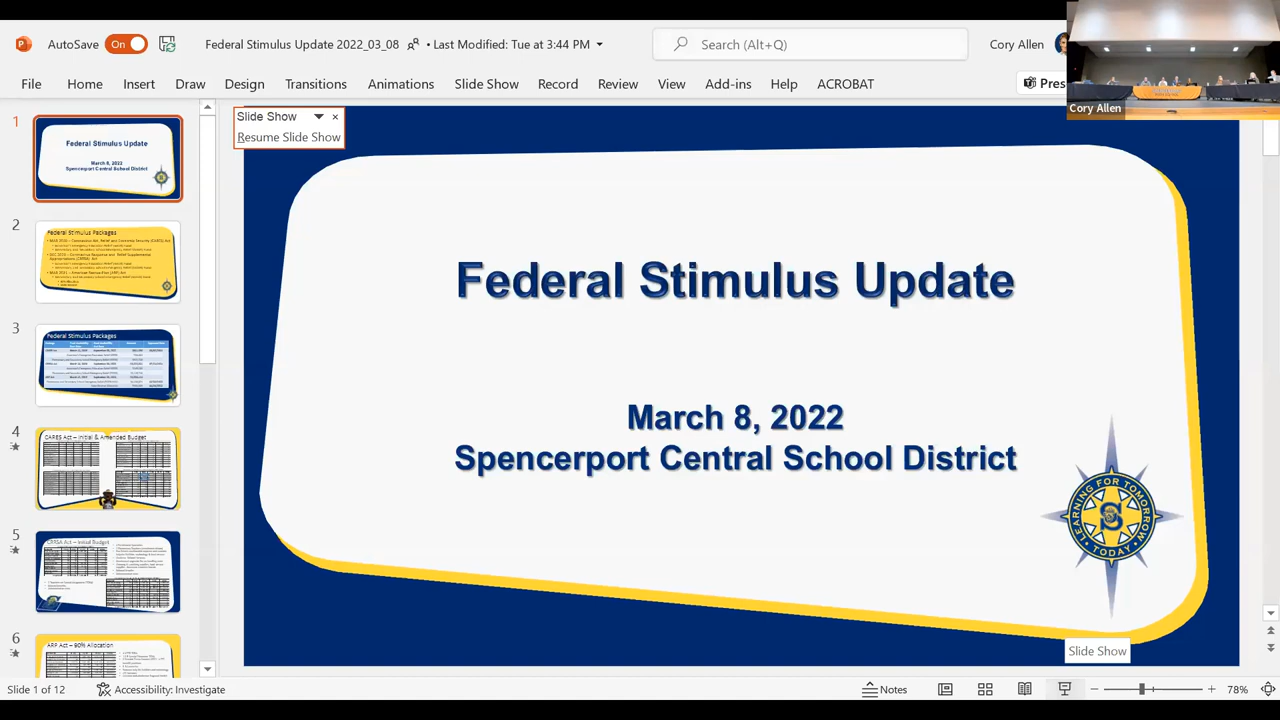 AutoSave On Federal Stimulus Update 2022_03_08 • Last Modified: Tue at 3:44 PM Search (Alt+Q) Cory Allen
File Home Insert Draw Design Transitions Animations Slide Show Record Review View Add-ins Help ACROBAT Pres
Cory Allen
Slide Show
Resume Slide Show
1
Federal Stimulus Update
March 8, 2022
Spencerport Central School District
2
Federal Stimulus Packages
3
Federal Stimulus Packages
4
CARES Act – Initial & Amended Budget
5
CRRSA Act – Initial Budget
6
ARP Act – 90% Allocation
Federal Stimulus Update
March 8, 2022
Spencerport Central School District
LEARNING FOR TOMORROW
S
TODAY
Slide Show
Slide 1 of 12 Accessibility: Investigate Notes 78%